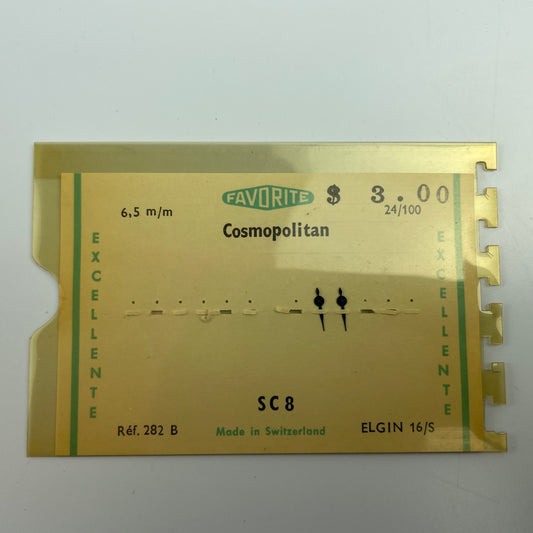 FAVORITE $ 3.00
6,5 m/m 24/100
Cosmopolitan
EXCELLENTE
EXCELLENTE
SC 8
Réf. 282 B Made in Switzerland ELGIN 16/S